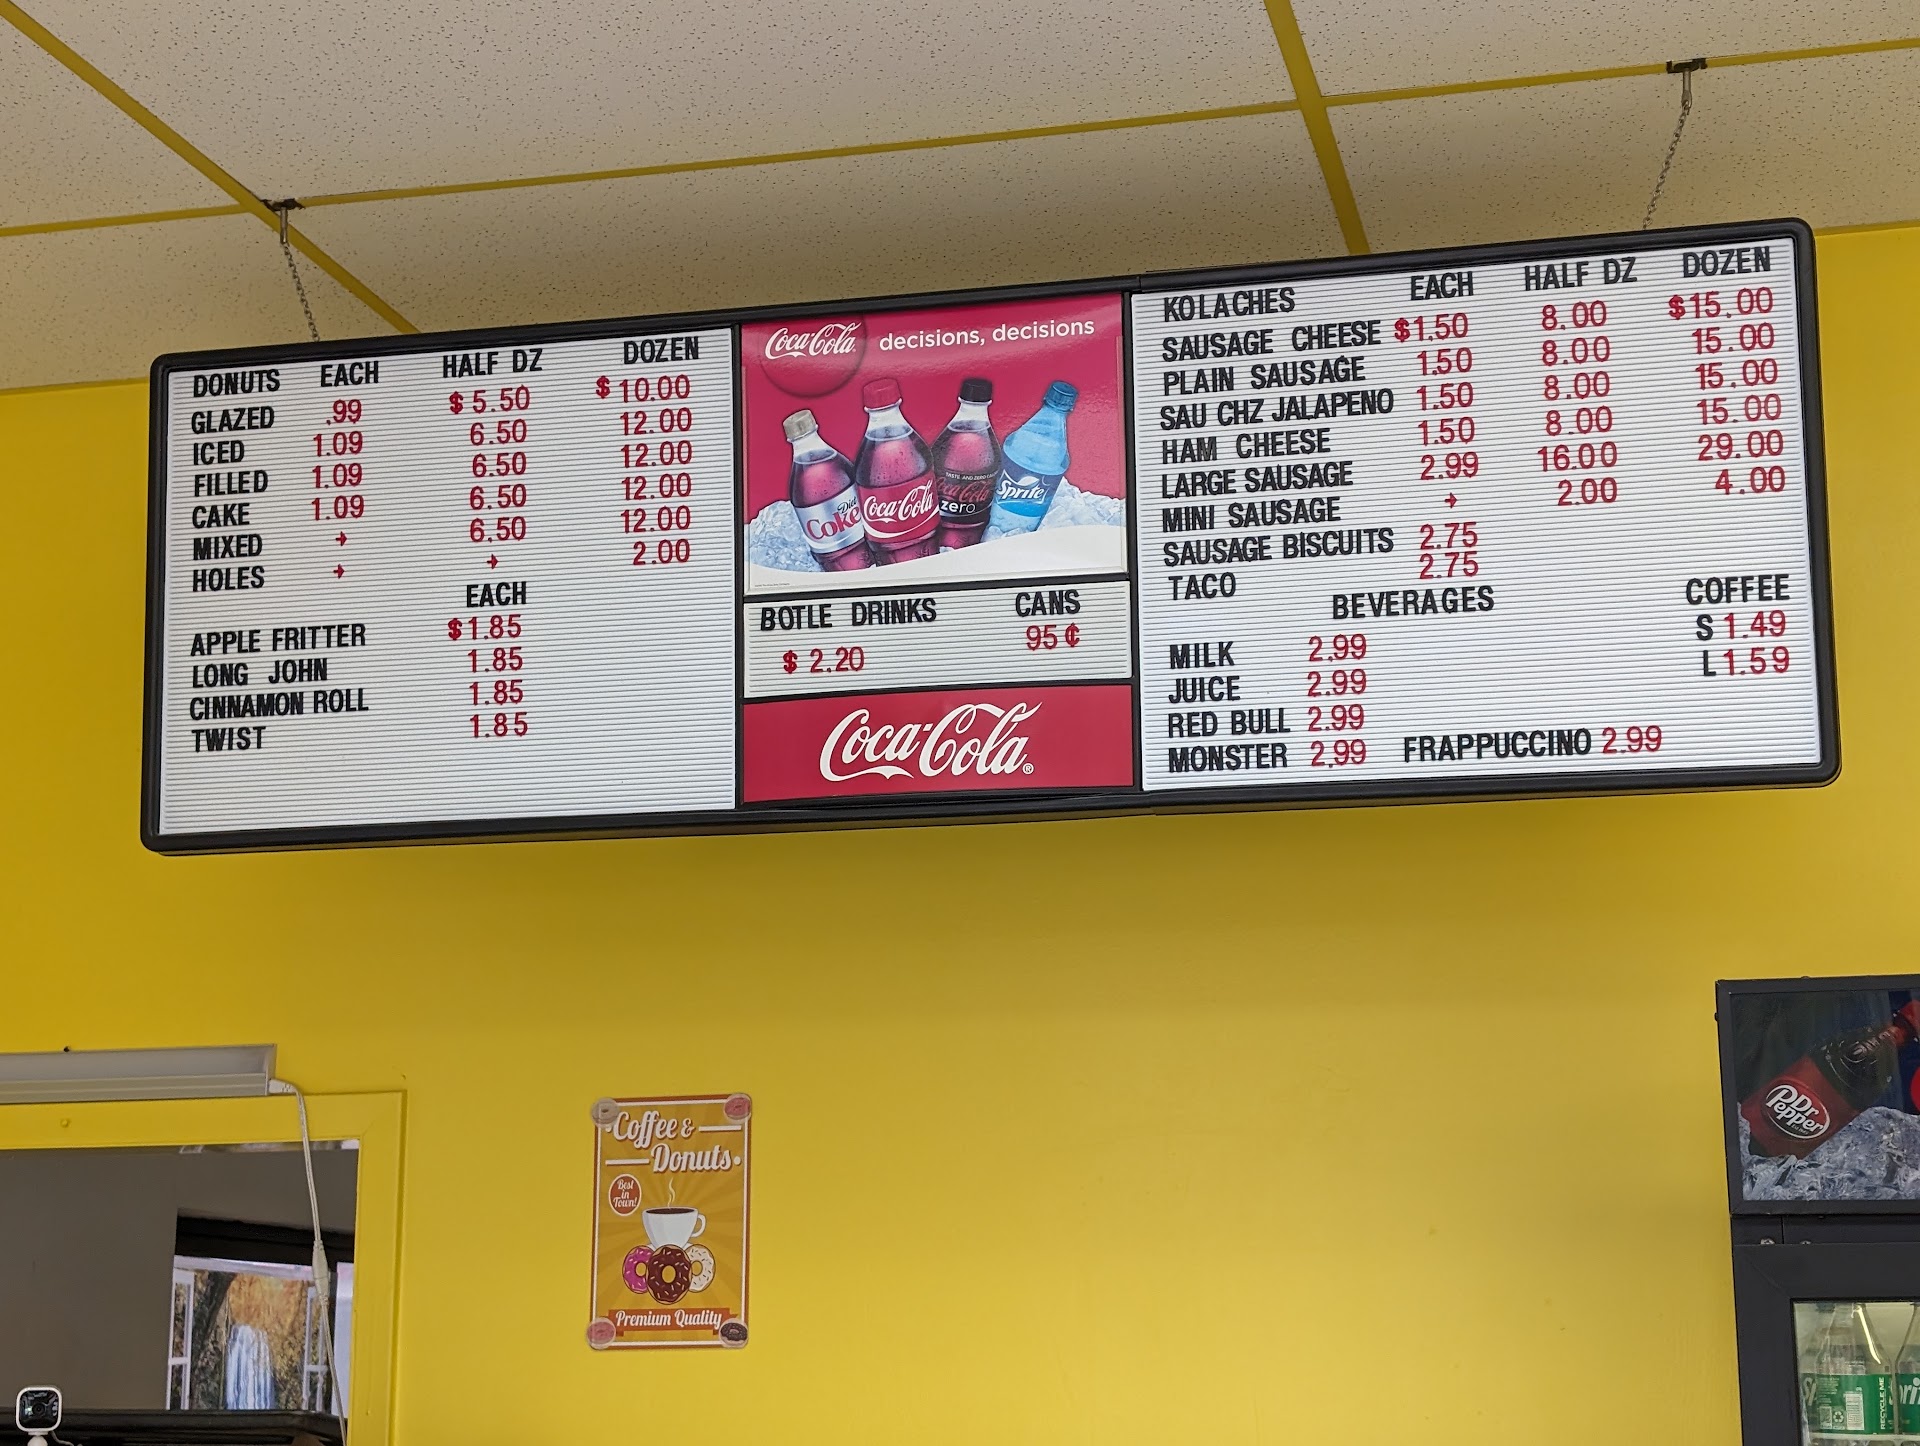 DONUTS EACH HALF DZ DOZEN
GLAZED .99 $ 5.50 $ 10.00
ICED 1.09 6.50 12.00
FILLED 1.09 6.50 12.00
CAKE 1.09 6.50 12.00
MIXED → 6.50 12.00
HOLES → → 2.00
EACH
APPLE FRITTER $1.85
LONG JOHN 1.85
CINNAMON ROLL 1.85
TWIST 1.85
Coca-Cola decisions, decisions
Diet Coke
Coca-Cola
Coca-Cola zero
Sprite
BOTLE DRINKS CANS
$ 2.20 95¢
Coca-Cola®
KOLACHES EACH HALF DZ DOZEN
SAUSAGE CHEESE $1.50 8.00 $15.00
PLAIN SAUSAGE 1.50 8.00 15.00
SAU CHZ JALAPENO 1.50 8.00 15.00
HAM CHEESE 1.50 8.00 15.00
LARGE SAUSAGE 2.99 16.00 29.00
MINI SAUSAGE → 2.00 4.00
SAUSAGE BISCUITS 2.75
TACO 2.75
BEVERAGES COFFEE
MILK 2.99 S 1.49
JUICE 2.99 L 1.59
RED BULL 2.99
MONSTER 2.99 FRAPPUCCINO 2.99
Coffee &
Donuts
Best
in
Town!
Premium Quality
Dr Pepper
RECYCLE ME